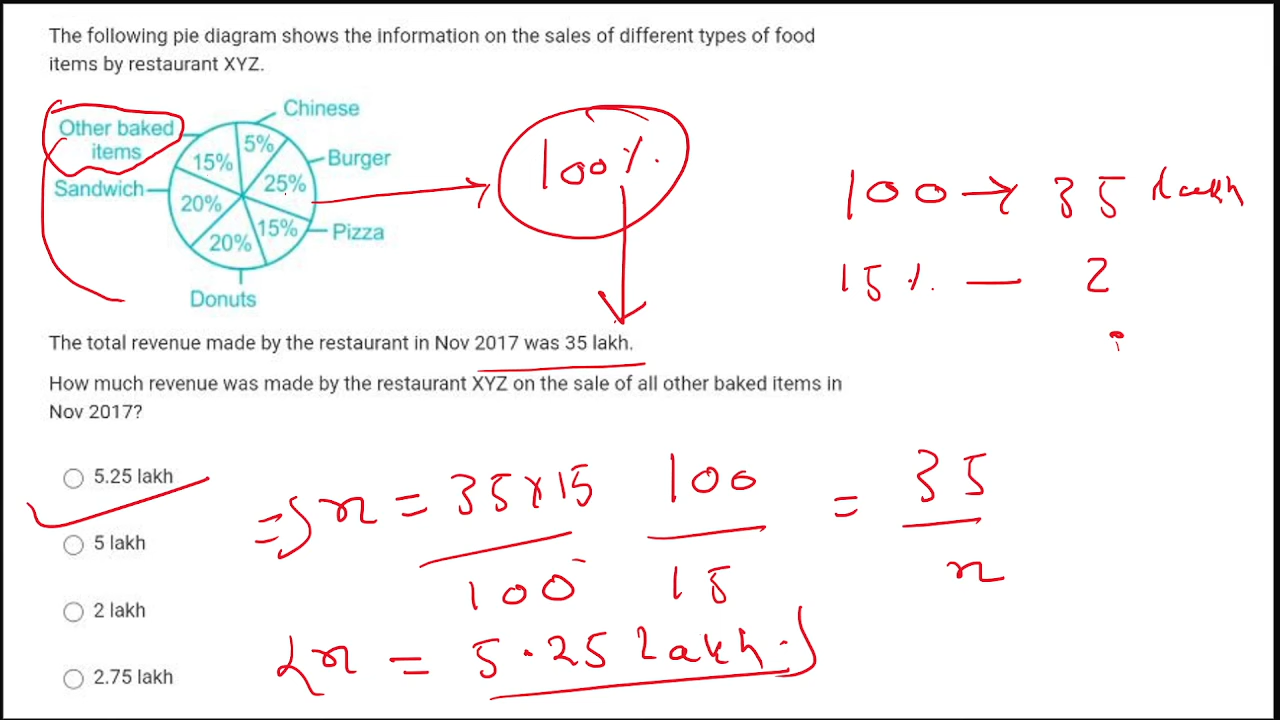 The following pie diagram shows the information on the sales of different types of food
items by restaurant XYZ.
Chinese
Other baked
items
5%
15%
Burger
100%.
Sandwich
25%
20%
100 → 35 lakh
15%
Pizza
20%
15% — ?
Donuts
The total revenue made by the restaurant in Nov 2017 was 35 lakh.
How much revenue was made by the restaurant XYZ on the sale of all other baked items in
Nov 2017?
5.25 lakh
5 lakh
2 lakh
2.75 lakh
100/15 = 35/x
⇒ x = 35x15/100
x = 5.25 lakh.